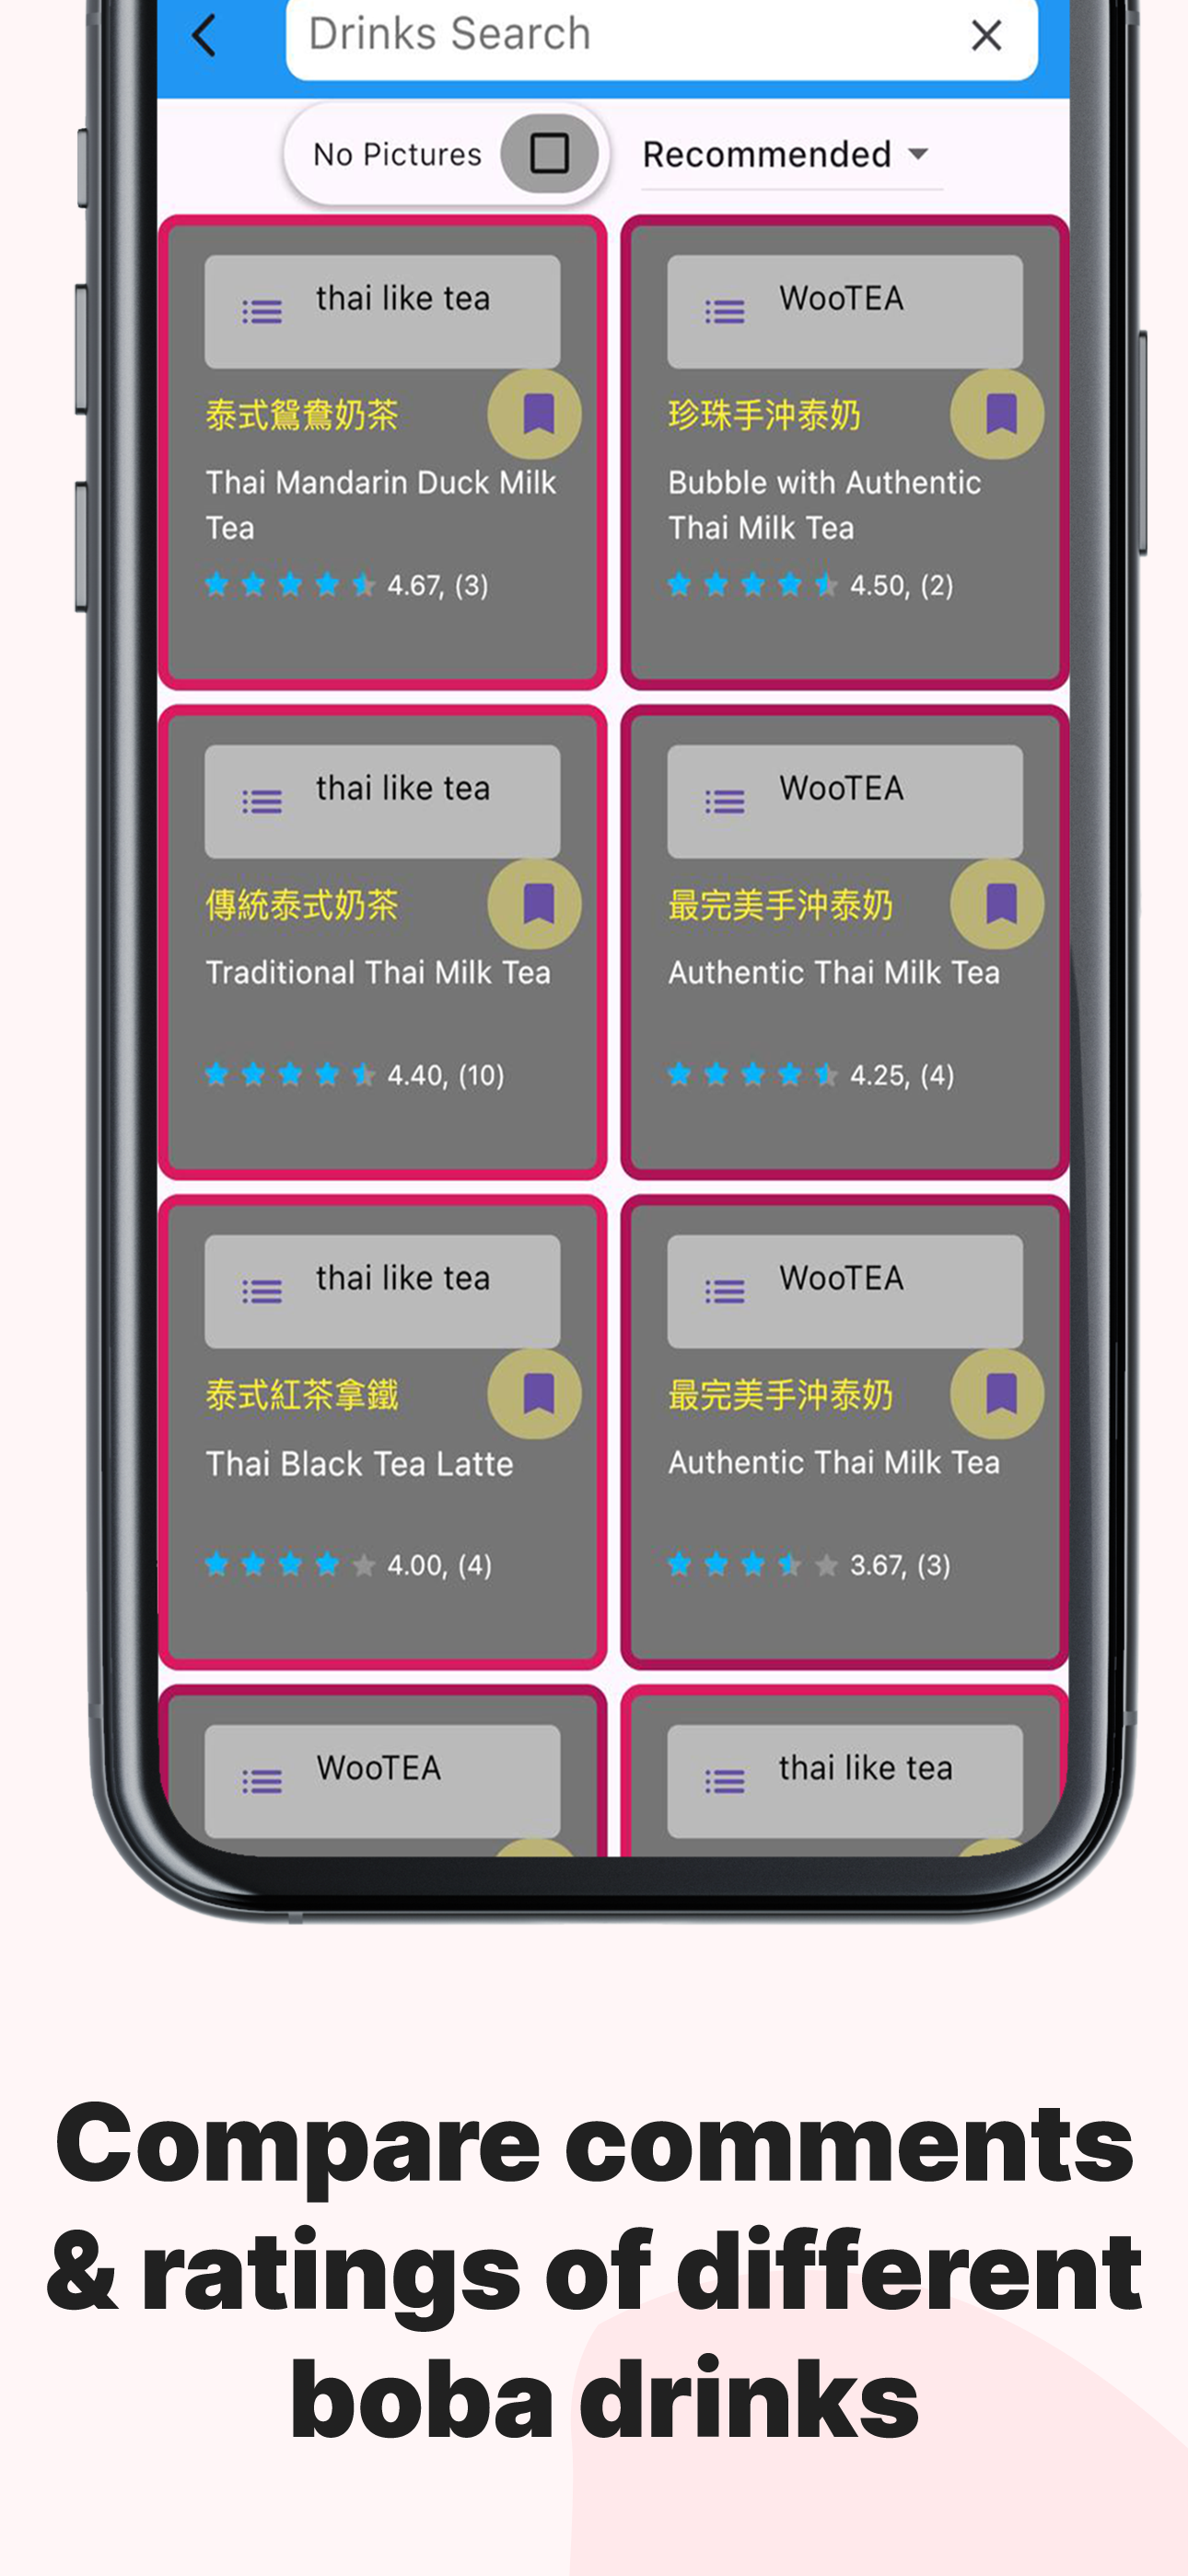 Drinks Search
No Pictures
Recommended
thai like tea
泰式鴛鴦奶茶
Thai Mandarin Duck Milk
Tea
4.67, (3)
WooTEA
珍珠手沖泰奶
Bubble with Authentic
Thai Milk Tea
4.50, (2)
thai like tea
傳統泰式奶茶
Traditional Thai Milk Tea
4.40, (10)
WooTEA
最完美手沖泰奶
Authentic Thai Milk Tea
4.25, (4)
thai like tea
泰式紅茶拿鐵
Thai Black Tea Latte
4.00, (4)
WooTEA
最完美手沖泰奶
Authentic Thai Milk Tea
3.67, (3)
WooTEA
thai like tea
Compare comments
& ratings of different
boba drinks